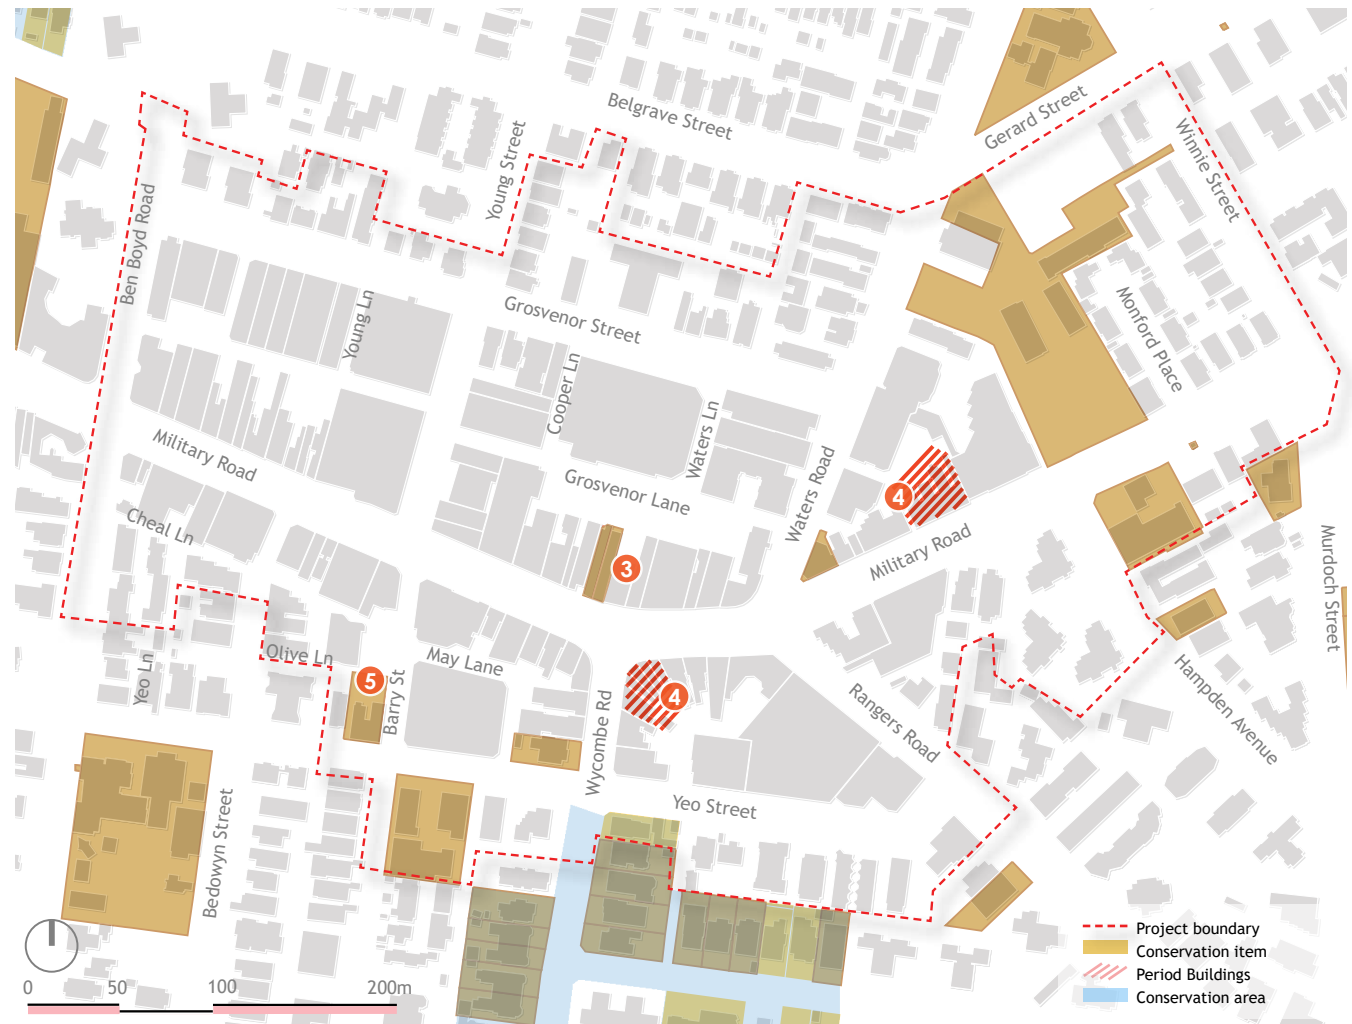 Belgrave Street
Gerard Street
Young Street
Winnie Street
Ben Boyd Road
Young Ln
Grosvenor Street
Monford Place
Cooper Ln
Waters Ln
Military Road
Waters Road
Grosvenor Lane
4
Cheal Ln
Military Road
3
Murdoch Street
Olive Ln
May Lane
Yeo Ln
5
Barry St
4
Wycombe Rd
Rangers Road
Hampden Avenue
Yeo Street
Bedowyn Street
Project boundary
Conservation item
Period Buildings
Conservation area
0 50 100 200m